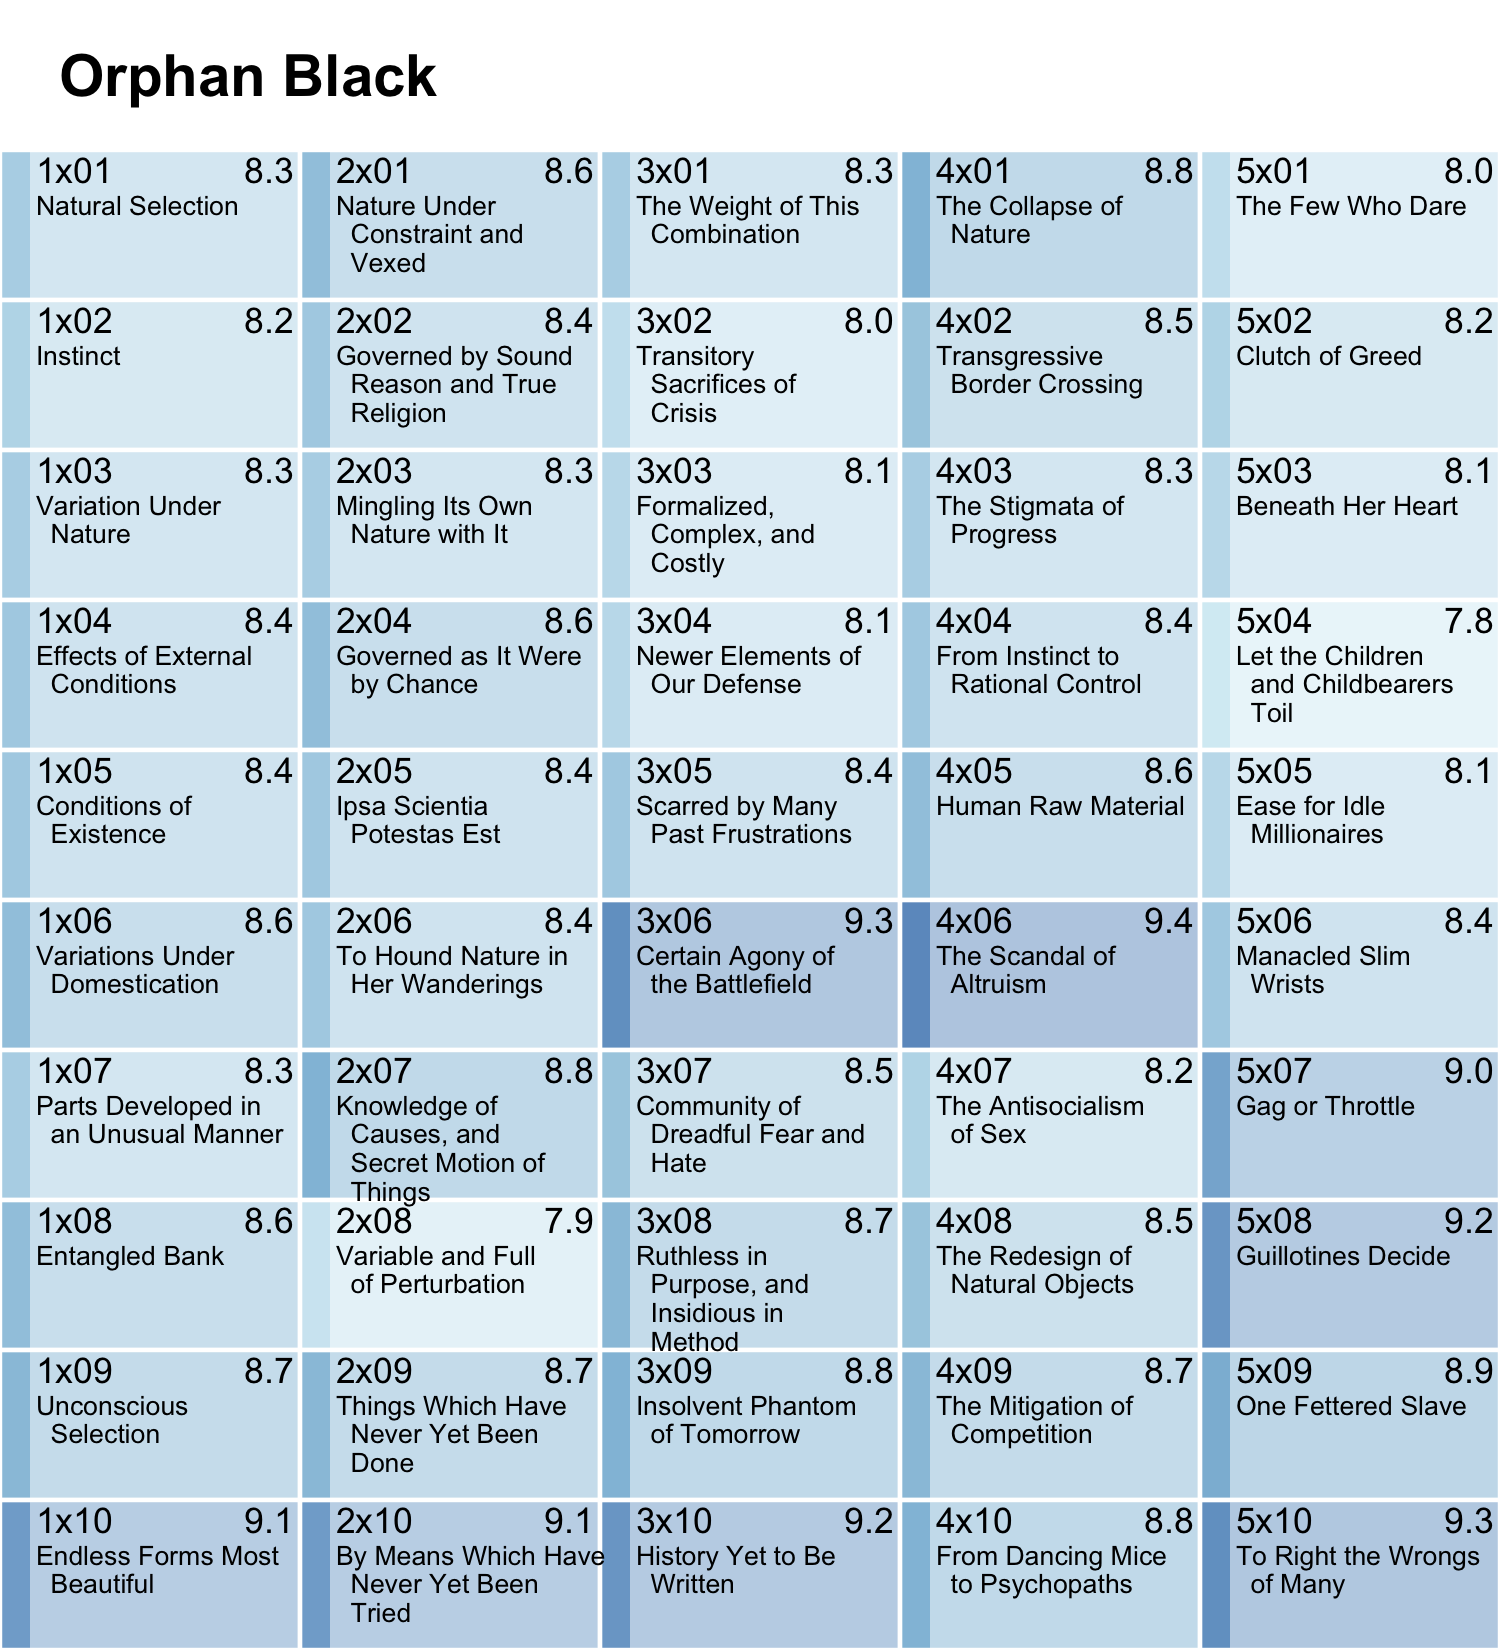 Orphan Black
1x01 8.3
Natural Selection
2x01 8.6
Nature Under
Constraint and
Vexed
3x01 8.3
The Weight of This
Combination
4x01 8.8
The Collapse of
Nature
5x01 8.0
The Few Who Dare
1x02 8.2
Instinct
2x02 8.4
Governed by Sound
Reason and True
Religion
3x02 8.0
Transitory
Sacrifices of
Crisis
4x02 8.5
Transgressive
Border Crossing
5x02 8.2
Clutch of Greed
1x03 8.3
Variation Under
Nature
2x03 8.3
Mingling Its Own
Nature with It
3x03 8.1
Formalized,
Complex, and
Costly
4x03 8.3
The Stigmata of
Progress
5x03 8.1
Beneath Her Heart
1x04 8.4
Effects of External
Conditions
2x04 8.6
Governed as It Were
by Chance
3x04 8.1
Newer Elements of
Our Defense
4x04 8.4
From Instinct to
Rational Control
5x04 7.8
Let the Children
and Childbearers
Toil
1x05 8.4
Conditions of
Existence
2x05 8.4
Ipsa Scientia
Potestas Est
3x05 8.4
Scarred by Many
Past Frustrations
4x05 8.6
Human Raw Material
5x05 8.1
Ease for Idle
Millionaires
1x06 8.6
Variations Under
Domestication
2x06 8.4
To Hound Nature in
Her Wanderings
3x06 9.3
Certain Agony of
the Battlefield
4x06 9.4
The Scandal of
Altruism
5x06 8.4
Manacled Slim
Wrists
1x07 8.3
Parts Developed in
an Unusual Manner
2x07 8.8
Knowledge of
Causes, and
Secret Motion of
Things
3x07 8.5
Community of
Dreadful Fear and
Hate
4x07 8.2
The Antisocialism
of Sex
5x07 9.0
Gag or Throttle
1x08 8.6
Entangled Bank
2x08 7.9
Variable and Full
of Perturbation
3x08 8.7
Ruthless in
Purpose, and
Insidious in
Method
4x08 8.5
The Redesign of
Natural Objects
5x08 9.2
Guillotines Decide
1x09 8.7
Unconscious
Selection
2x09 8.7
Things Which Have
Never Yet Been
Done
3x09 8.8
Insolvent Phantom
of Tomorrow
4x09 8.7
The Mitigation of
Competition
5x09 8.9
One Fettered Slave
1x10 9.1
Endless Forms Most
Beautiful
2x10 9.1
By Means Which Have
Never Yet Been
Tried
3x10 9.2
History Yet to Be
Written
4x10 8.8
From Dancing Mice
to Psychopaths
5x10 9.3
To Right the Wrongs
of Many